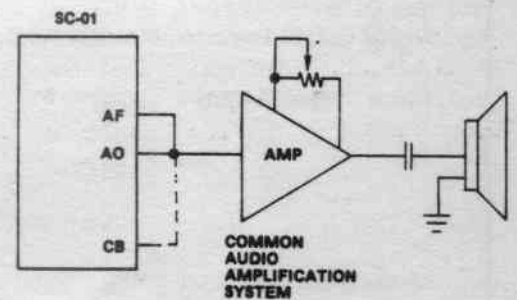 SC-01
AF
AO
AMP
CB
COMMON
AUDIO
AMPLIFICATION
SYSTEM